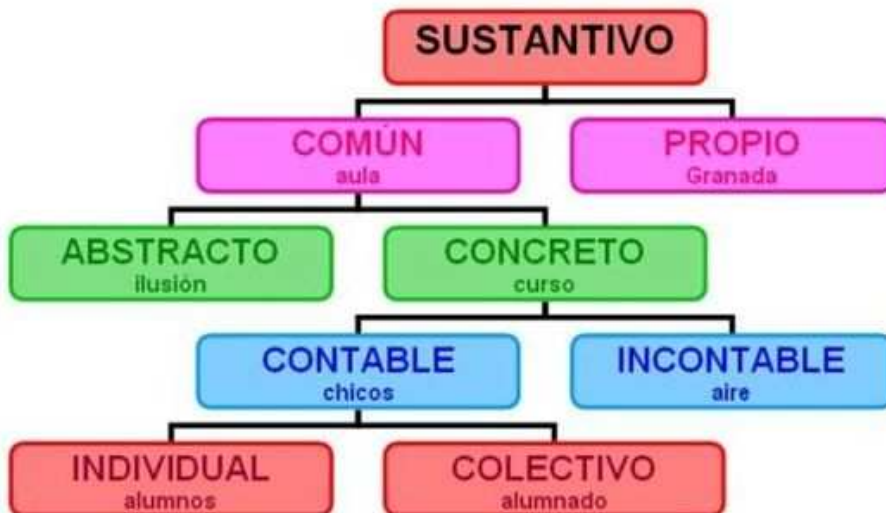 SUSTANTIVO
COMÚN
aula
PROPIO
Granada
ABSTRACTO
ilusión
CONCRETO
curso
CONTABLE
chicos
INCONTABLE
aire
INDIVIDUAL
alumnos
COLECTIVO
alumnado